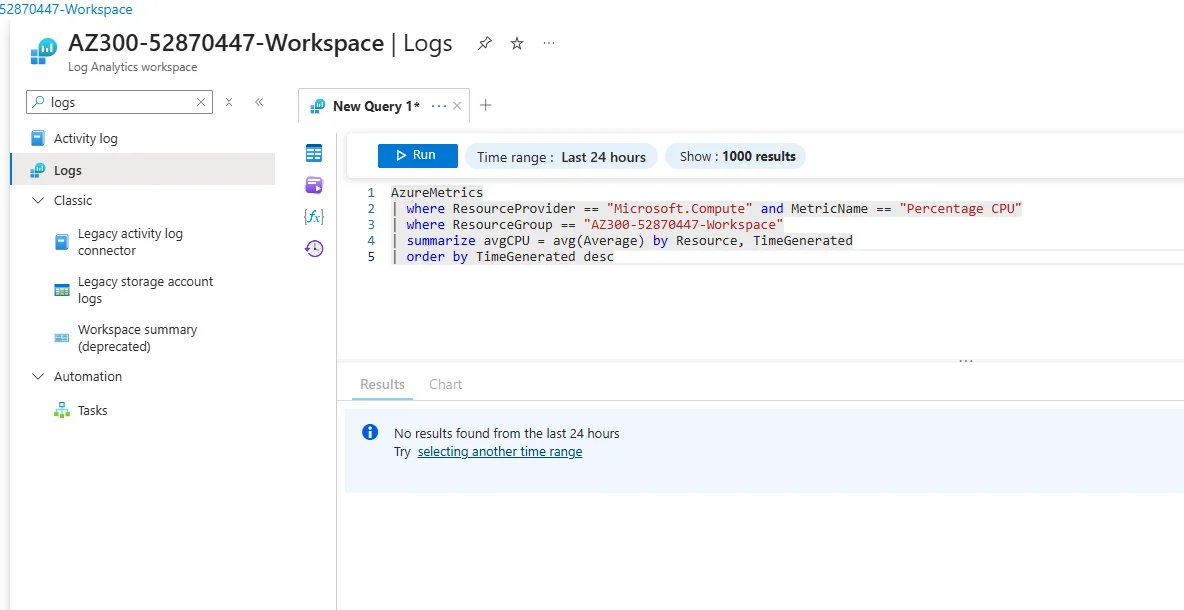 52870447-Workspace
AZ300-52870447-Workspace | Logs
Log Analytics workspace
logs
Activity log
Logs
Classic
Legacy activity log
connector
Legacy storage account
logs
Workspace summary
(deprecated)
Automation
Tasks
New Query 1*
Run
Time range : Last 24 hours
Show : 1000 results
1 AzureMetrics
2 | where ResourceProvider == "Microsoft.Compute" and MetricName == "Percentage CPU"
3 | where ResourceGroup == "AZ300-52870447-Workspace"
4 | summarize avgCPU = avg(Average) by Resource, TimeGenerated
5 | order by TimeGenerated desc
Results
Chart
No results found from the last 24 hours
Try selecting another time range